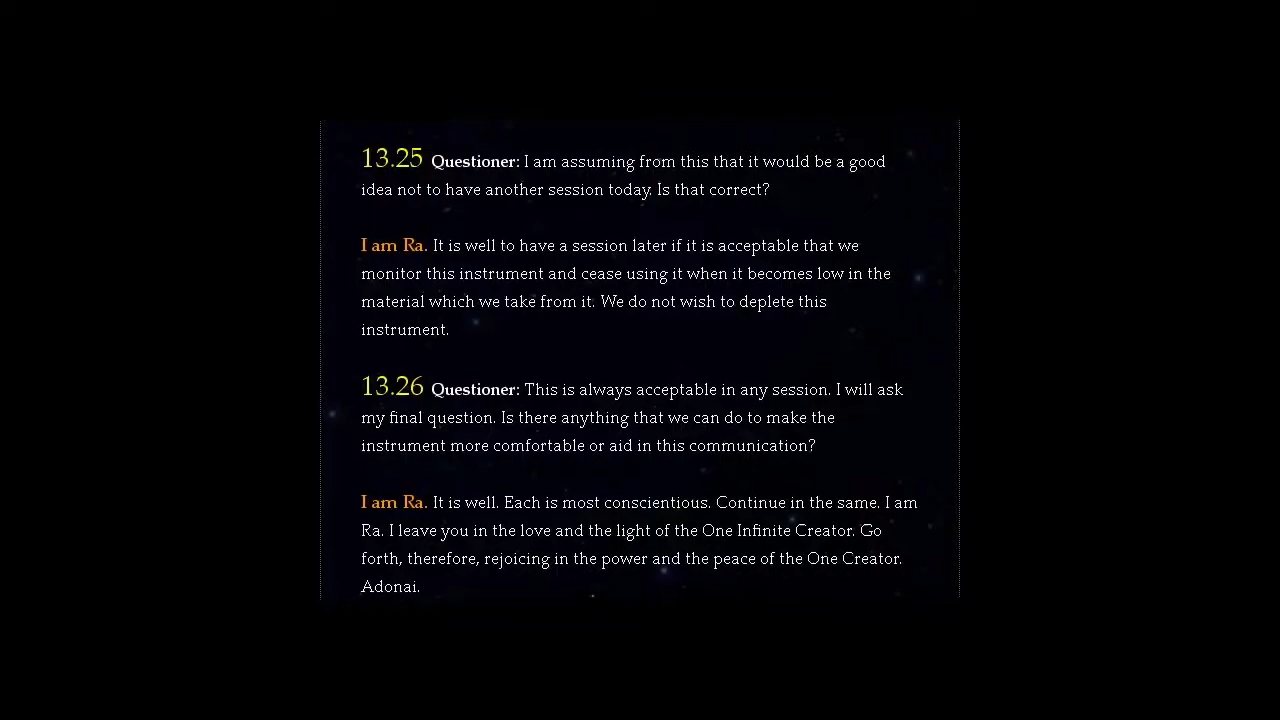 13.25 Questioner: I am assuming from this that it would be a good
idea not to have another session today. Is that correct?
I am Ra. It is well to have a session later if it is acceptable that we
monitor this instrument and cease using it when it becomes low in the
material which we take from it. We do not wish to deplete this
instrument.
13.26 Questioner: This is always acceptable in any session. I will ask
my final question. Is there anything that we can do to make the
instrument more comfortable or aid in this communication?
I am Ra. It is well. Each is most conscientious. Continue in the same. I am
Ra. I leave you in the love and the light of the One Infinite Creator. Go
forth, therefore, rejoicing in the power and the peace of the One Creator.
Adonai.